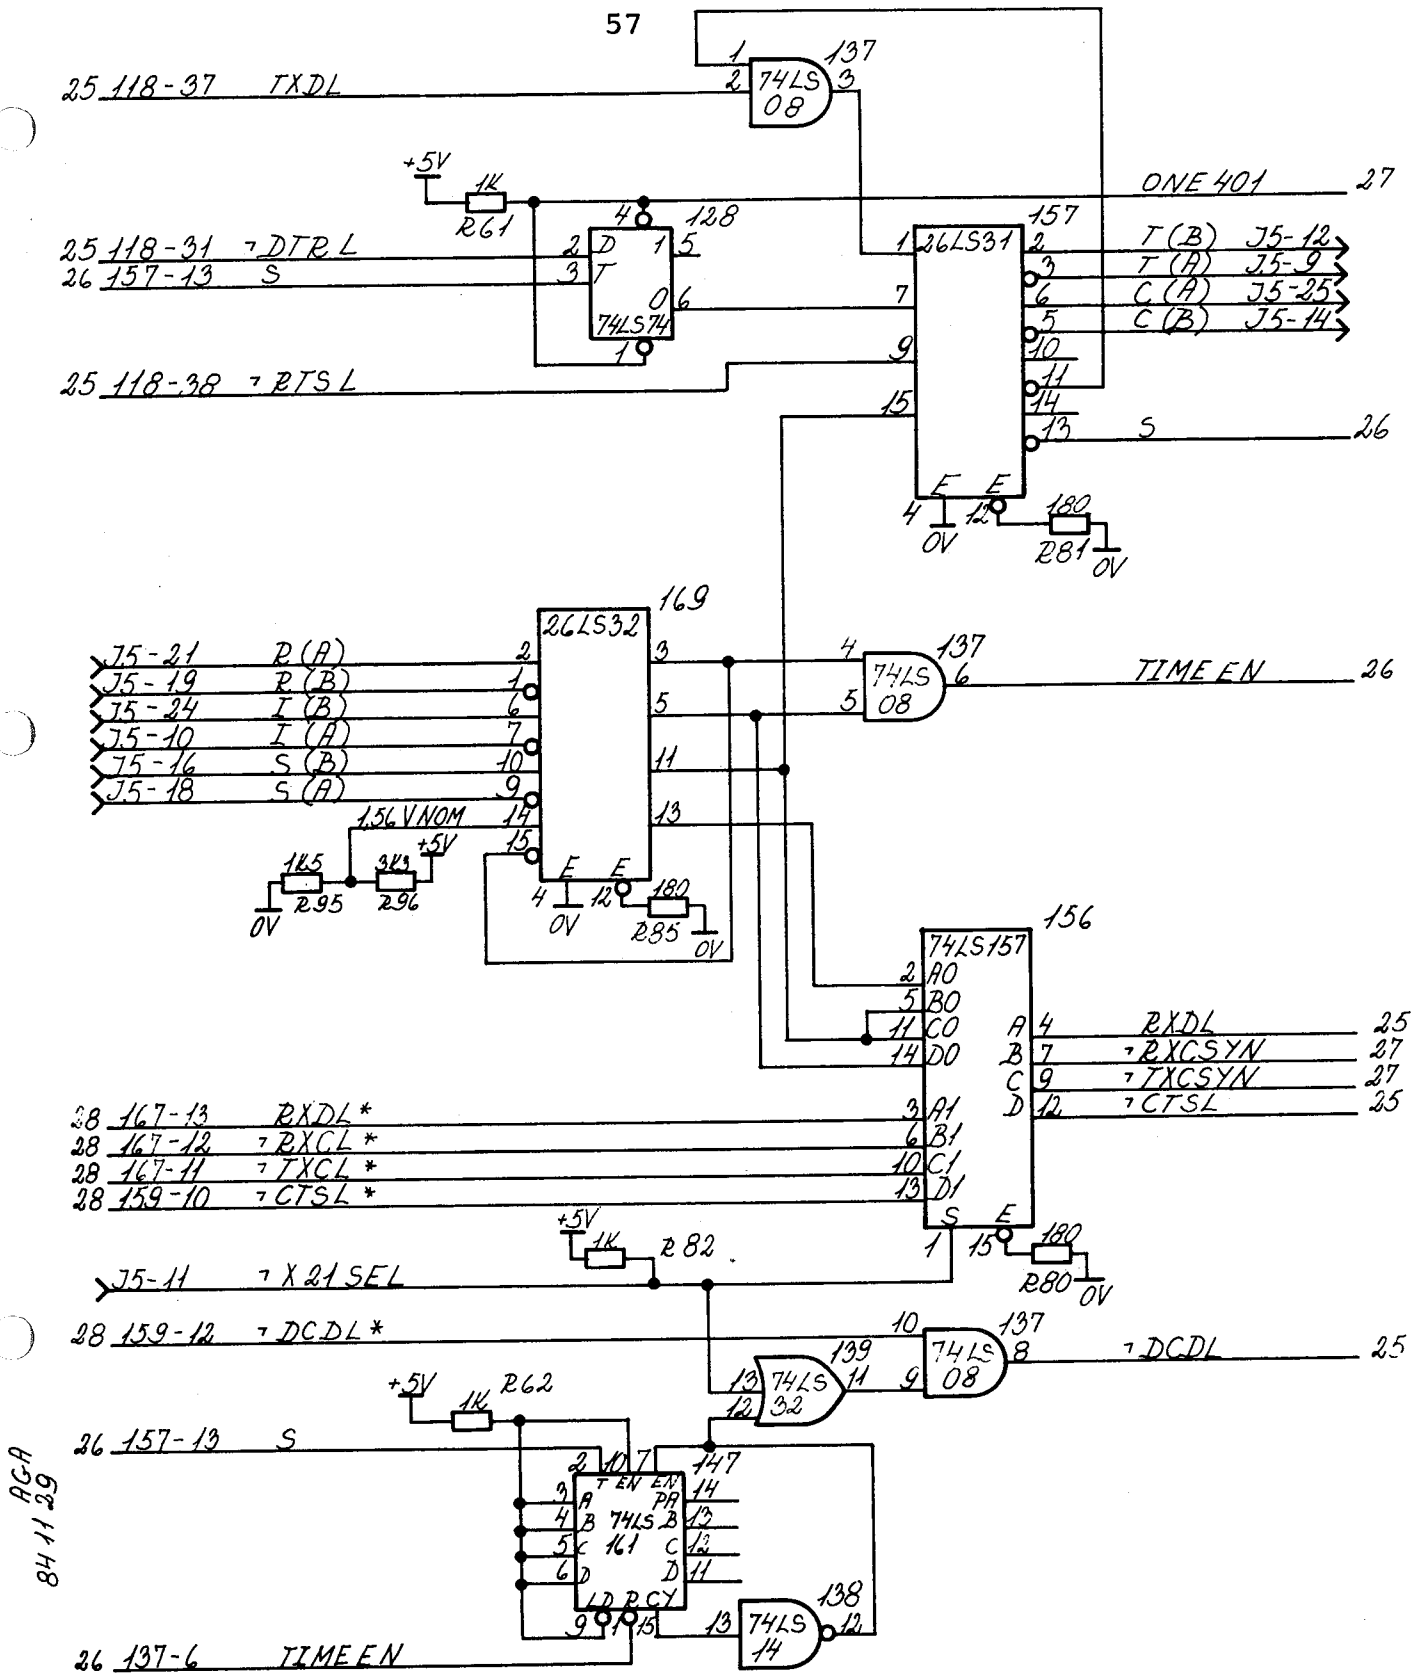 57
1 137
25 118-37 TXDL 2 74LS 3
08
+5V
1K ONE 401 27
R61 4 128 157
25 118-31 ¬DTRL 2 D 1 5 1 26LS31 2 T(B) J5-12
26 157-13 S 3 T 3 T(A) J5-9
O 6 7 6 C(A) J5-25
74LS74 5 C(B) J5-14
1 9 10
25 118-38 ¬RTSL 11
15 14
13 S 26
E E
4 12 180
0V R81 0V
169
26LS32
J5-21 R(A) 2 3 4 137
J5-19 R(B) 1 74LS 6 TIME EN 26
J5-24 I(B) 6 5 5 08
J5-10 I(A) 7
J5-16 S(B) 10 11
J5-18 S(A) 9
1,56V NOM 14 13
+5V 15
1K5 3K3 E E
R95 R96 4 12 180
0V 0V R85 0V
156
74LS157
2 A0
5 B0
11 C0 A 4 RXDL 25
14 D0 B 7 ¬RXCSYN 27
C 9 ¬TXCSYN 27
28 167-13 RXDL* 3 A1 D 12 ¬CTSL 25
28 167-12 ¬RXCL* 6 B1
28 167-11 ¬TXCL* 10 C1
28 159-10 ¬CTSL* 13 D1
+5V S E
1K R82 1 15 180
J5-11 ¬X21SEL R80 0V
28 159-12 ¬DCDL* 10 137
139 74LS 8 ¬DCDL 25
13 74LS 11 9 08
+5V 1K R62 12 32
26 157-13 S 2 10 7 147
T EN EN
3 A PA 14
4 B 74LS B 13
5 C 161 C 12
6 D D 11
LD R CY 138
9 1 15 13 74LS 12
14
26 137-6 TIME EN
AGA
84 11 29